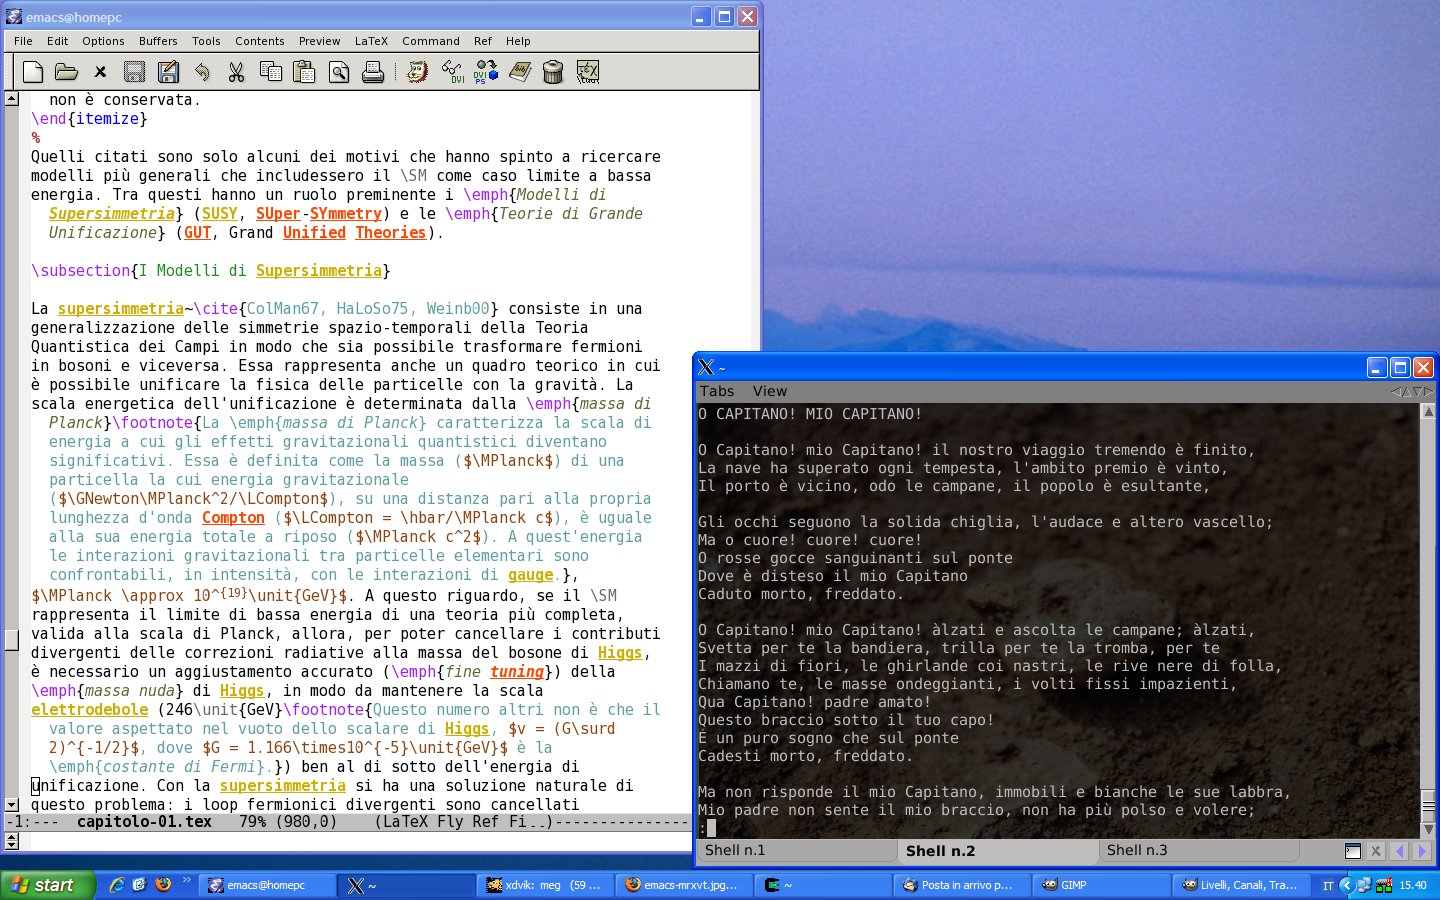 emacs@homepc
File Edit Options Buffers Tools Contents Preview LaTeX Command Ref Help
non è conservata.
\end{itemize}
%
Quelli citati sono solo alcuni dei motivi che hanno spinto a ricercare
modelli più generali che includessero il \SM come caso limite a bassa
energia. Tra questi hanno un ruolo preminente i \emph{Modelli di
Supersimmetria} (SUSY, SUper-SYmmetry) e le \emph{Teorie di Grande
Unificazione} (GUT, Grand Unified Theories).
\subsection{I Modelli di Supersimmetria}
La supersimmetria~\cite{ColMan67, HaLoSo75, Weinb00} consiste in una
generalizzazione delle simmetrie spazio-temporali della Teoria
Quantistica dei Campi in modo che sia possibile trasformare fermioni
in bosoni e viceversa. Essa rappresenta anche un quadro teorico in cui
è possibile unificare la fisica delle particelle con la gravità. La
scala energetica dell'unificazione è determinata dalla \emph{massa di
Planck}\footnote{La \emph{massa di Planck} caratterizza la scala di
energia a cui gli effetti gravitazionali quantistici diventano
significativi. Essa è definita come la massa ($\MPlanck$) di una
particella la cui energia gravitazionale
($\GNewton\MPlanck^2/\LCompton$), su una distanza pari alla propria
lunghezza d'onda Compton ($\LCompton = \hbar/\MPlanck c$), è uguale
alla sua energia totale a riposo ($\MPlanck c^2$). A quest'energia
le interazioni gravitazionali tra particelle elementari sono
confrontabili, in intensità, con le interazioni di gauge.},
$\MPlanck \approx 10^{19}\unit{GeV}$. A questo riguardo, se il \SM
rappresenta il limite di bassa energia di una teoria più completa,
valida alla scala di Planck, allora, per poter cancellare i contributi
divergenti delle correzioni radiative alla massa del bosone di Higgs,
è necessario un aggiustamento accurato (\emph{fine tuning}) della
\emph{massa nuda} di Higgs, in modo da mantenere la scala
elettrodebole (246\unit{GeV}\footnote{Questo numero altri non è che il
valore aspettato nel vuoto dello scalare di Higgs, $v = (G\surd
2)^{-1/2}$, dove $G = 1.166\times10^{-5}\unit{GeV}$ è la
\emph{costante di Fermi}.}) ben al di sotto dell'energia di
unificazione. Con la supersimmetria si ha una soluzione naturale di
questo problema: i loop fermionici divergenti sono cancellati
-1:--- capitolo-01.tex 79% (980,0) (LaTeX Fly Ref Fi..)----------------
~
Tabs View
O CAPITANO! MIO CAPITANO!
O Capitano! mio Capitano! il nostro viaggio tremendo è finito,
La nave ha superato ogni tempesta, l'ambito premio è vinto,
Il porto è vicino, odo le campane, il popolo è esultante,
Gli occhi seguono la solida chiglia, l'audace e altero vascello;
Ma o cuore! cuore! cuore!
O rosse gocce sanguinanti sul ponte
Dove è disteso il mio Capitano
Caduto morto, freddato.
O Capitano! mio Capitano! àlzati e ascolta le campane; àlzati,
Svetta per te la bandiera, trilla per te la tromba, per te
I mazzi di fiori, le ghirlande coi nastri, le rive nere di folla,
Chiamano te, le masse ondeggianti, i volti fissi impazienti,
Qua Capitano! padre amato!
Questo braccio sotto il tuo capo!
É un puro sogno che sul ponte
Cadesti morto, freddato.
Ma non risponde il mio Capitano, immobili e bianche le sue labbra,
Mio padre non sente il mio braccio, non ha più polso e volere;
:
Shell n.1 Shell n.2 Shell n.3
start emacs@homepc ~ xdvik: meg (59 ... emacs-mrxvt.jpg... ~ Posta in arrivo p... GIMP Livelli, Canali, Tra... IT 15.40